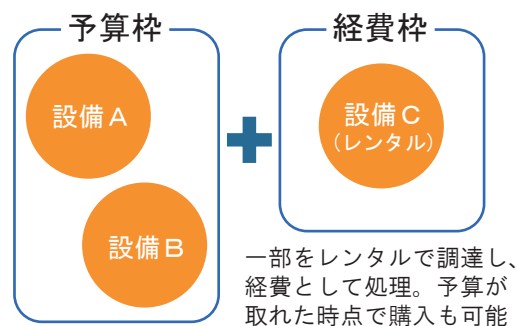 予算枠
設備A
設備B
経費枠
設備C
(レンタル)
一部をレンタルで調達し、
経費として処理。予算が
取れた時点で購入も可能